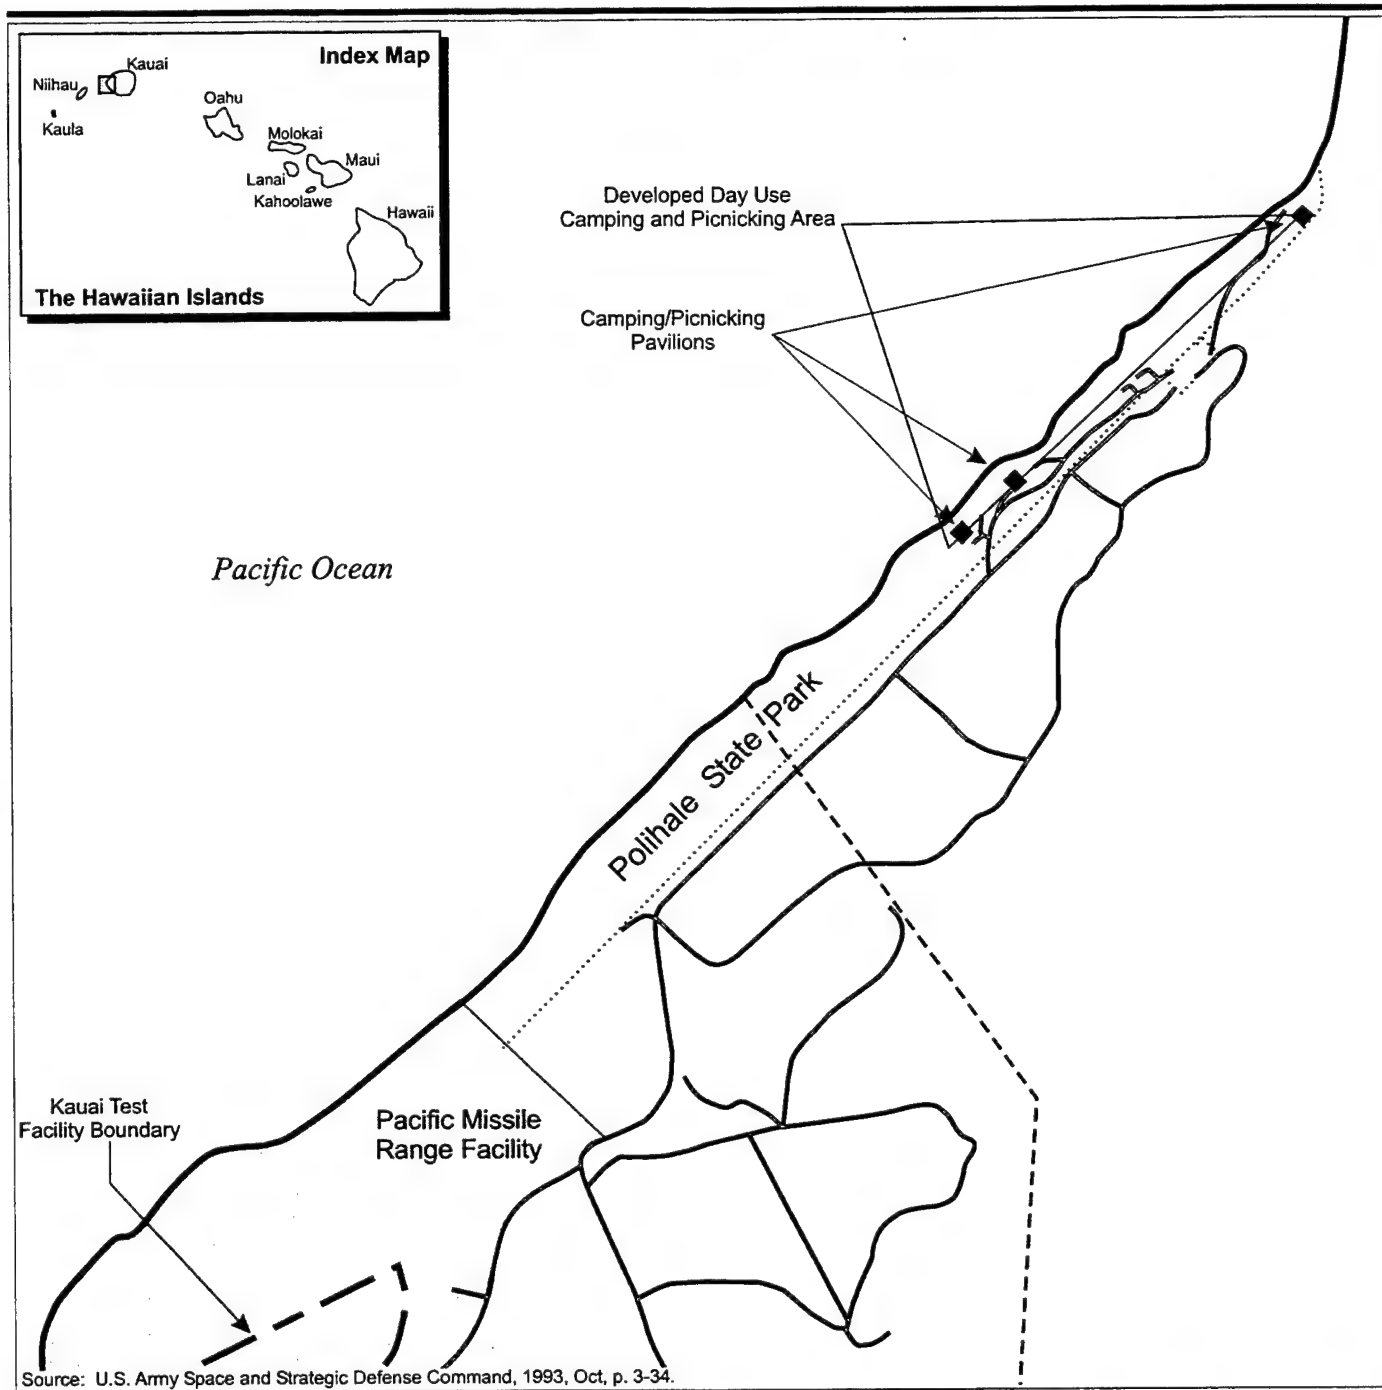 Index Map
Kauai
Niihau
Kaula
Oahu
Molokai
Maui
Lanai
Kahoolawe
Hawaii
The Hawaiian Islands
Developed Day Use
Camping and Picnicking Area
Camping/Picnicking
Pavilions
Pacific Ocean
Polihale State Park
Kauai Test
Facility Boundary
Pacific Missile
Range Facility
Source: U.S. Army Space and Strategic Defense Command, 1993, Oct, p. 3-34.